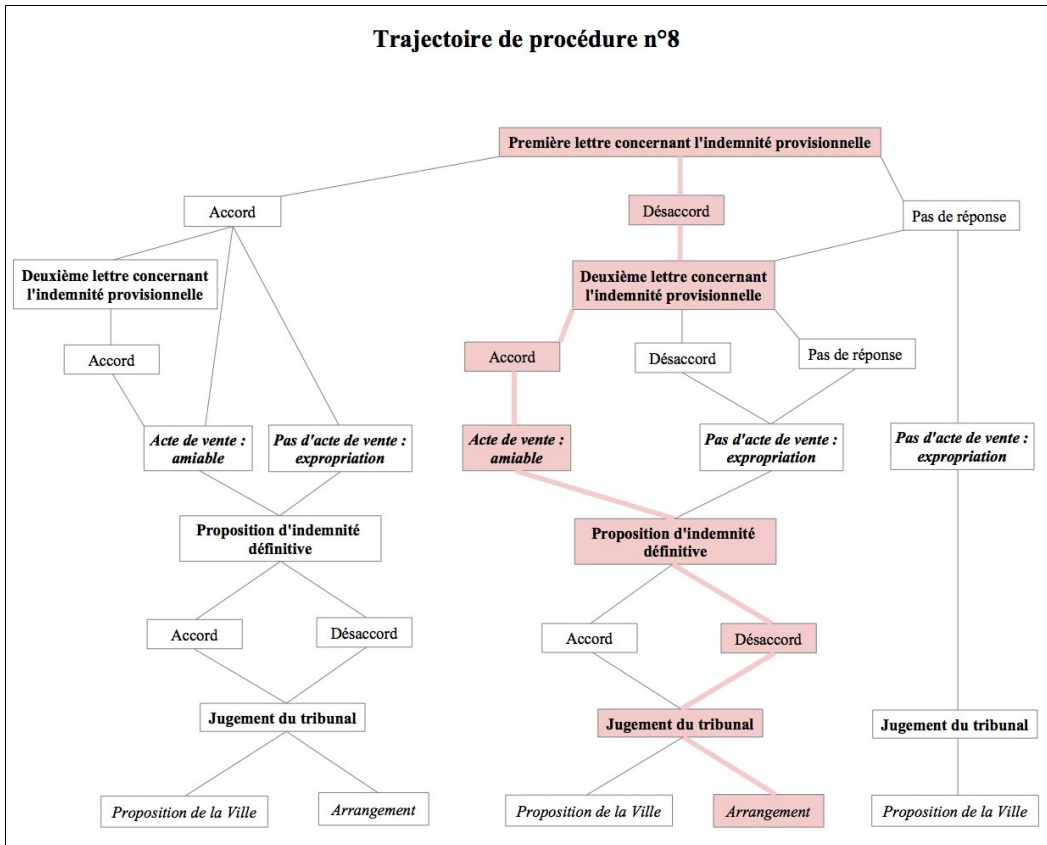 Trajectoire de procédure n°8
Première lettre concernant l'indemnité provisionnelle
Accord
Désaccord
Pas de réponse
Deuxième lettre concernant
l'indemnité provisionnelle
Deuxième lettre concernant
l'indemnité provisionnelle
Accord
Accord
Désaccord
Pas de réponse
Acte de vente :
amiable
Pas d'acte de vente :
expropriation
Acte de vente :
amiable
Pas d'acte de vente :
expropriation
Pas d'acte de vente :
expropriation
Proposition d'indemnité
définitive
Proposition d'indemnité
définitive
Accord
Désaccord
Accord
Désaccord
Jugement du tribunal
Jugement du tribunal
Jugement du tribunal
Proposition de la Ville
Arrangement
Proposition de la Ville
Arrangement
Proposition de la Ville